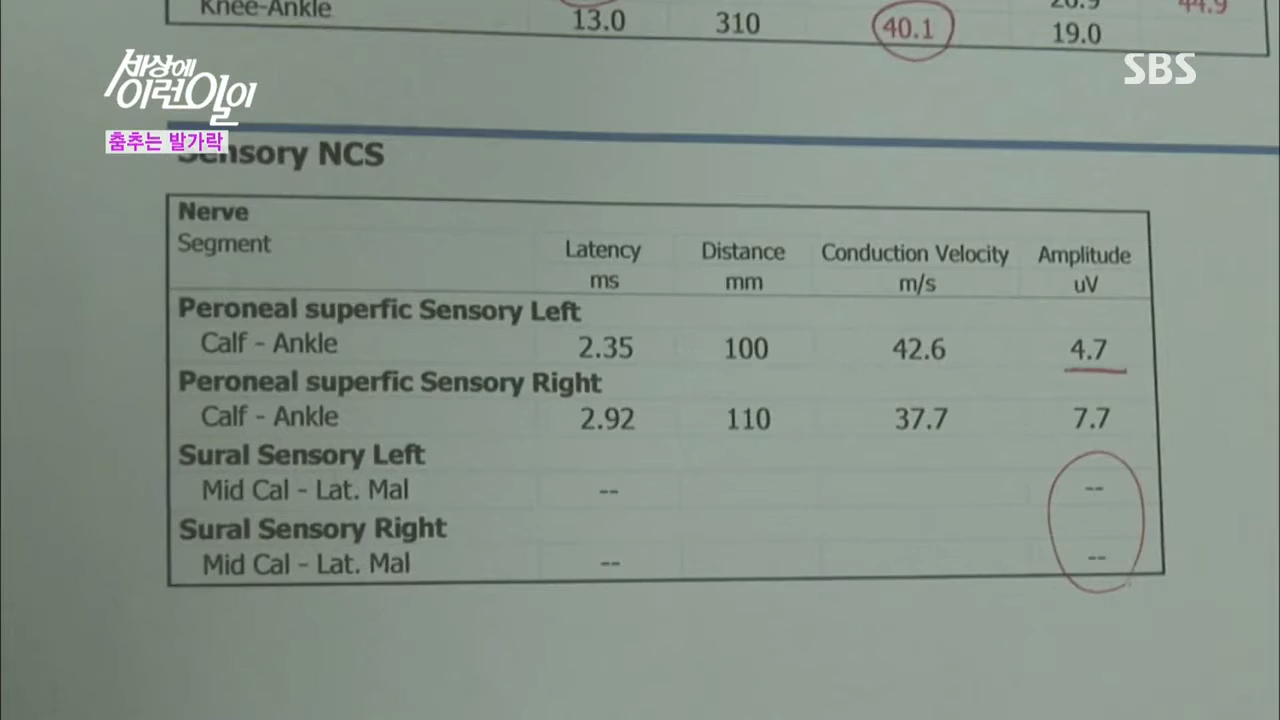 Knee-Ankle 13.0 310 40.1 19.0
44.9
세상에
이런일이
SBS
춤추는 발가락
Sensory NCS
Nerve
Segment Latency Distance Conduction Velocity Amplitude
ms mm m/s uV
Peroneal superfic Sensory Left
Calf - Ankle 2.35 100 42.6 4.7
Peroneal superfic Sensory Right
Calf - Ankle 2.92 110 37.7 7.7
Sural Sensory Left
Mid Cal - Lat. Mal -- --
Sural Sensory Right
Mid Cal - Lat. Mal -- --